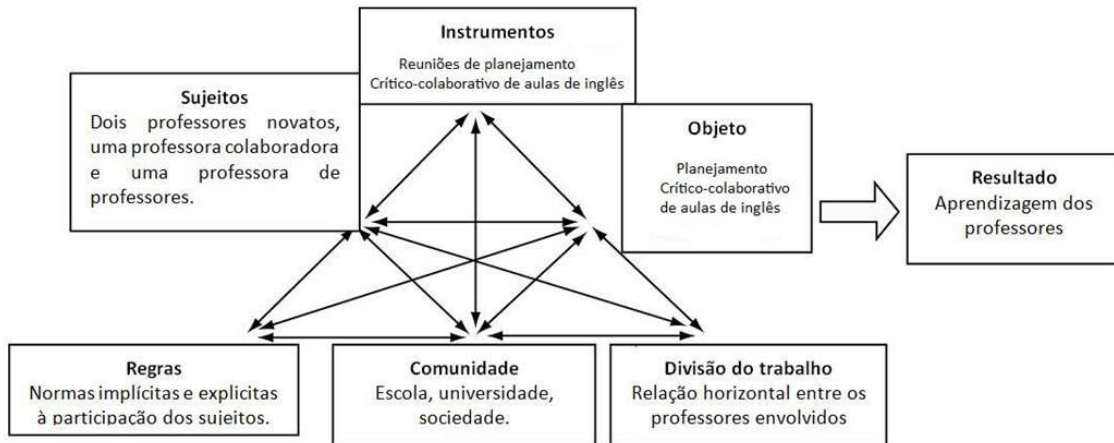 Instrumentos
Reuniões de planejamento
Crítico-colaborativo de aulas de inglês
Sujeitos
Dois professores novatos,
uma professora colaboradora
e uma professora de
professores.
Objeto
Planejamento
Crítico-colaborativo
de aulas de inglês
Resultado
Aprendizagem dos
professores
Regras
Normas implícitas e explicitas
à participação dos sujeitos.
Comunidade
Escola, universidade,
sociedade.
Divisão do trabalho
Relação horizontal entre os
professores envolvidos